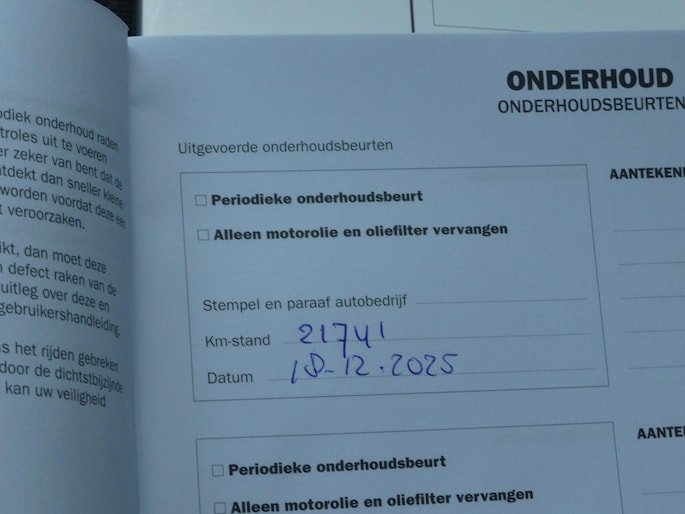 ONDERHOUD
ONDERHOUDSBEURTEN
diek onderhoud raden
troles uit te voeren
er zeker van bent dat de
tdekt dan sneller kleine
worden voordat deze een
t veroorzaken.
ikt, dan moet deze
n defect raken van de
uitleg over deze en
gebruikershandleiding
s het rijden gebreken
door de dichtstbijzijnde
kan uw veiligheid
Uitgevoerde onderhoudsbeurten
Periodieke onderhoudsbeurt
Alleen motorolie en oliefilter vervangen
Stempel en paraaf autobedrijf
Km-stand 21741
Datum 18-12.2025
AANTEKEN
Periodieke onderhoudsbeurt
Alleen motorolie en oliefilter vervangen
AANTE